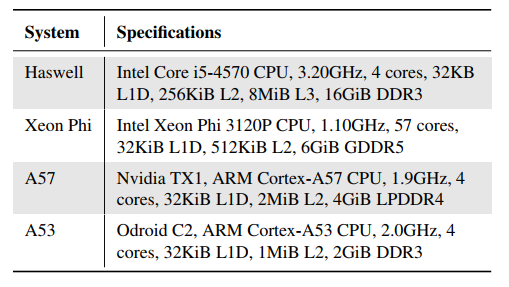 System Specifications
Haswell Intel Core i5-4570 CPU, 3.20GHz, 4 cores, 32KB
L1D, 256KiB L2, 8MiB L3, 16GiB DDR3
Xeon Phi Intel Xeon Phi 3120P CPU, 1.10GHz, 57 cores,
32KiB L1D, 512KiB L2, 6GiB GDDR5
A57 Nvidia TX1, ARM Cortex-A57 CPU, 1.9GHz, 4
cores, 32KiB L1D, 2MiB L2, 4GiB LPDDR4
A53 Odroid C2, ARM Cortex-A53 CPU, 2.0GHz, 4
cores, 32KiB L1D, 1MiB L2, 2GiB DDR3